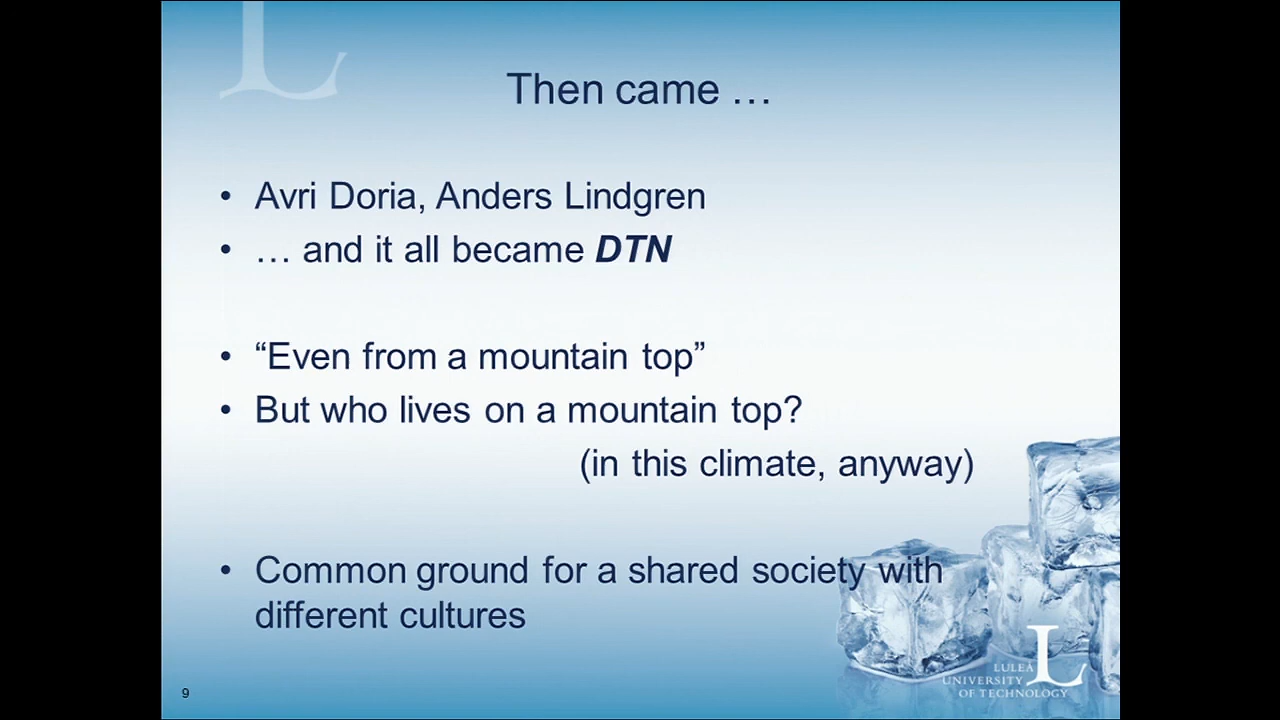 Then came …
• Avri Doria, Anders Lindgren
• … and it all became DTN
• “Even from a mountain top”
• But who lives on a mountain top?
(in this climate, anyway)
• Common ground for a shared society with
different cultures
9
L
LULEÅ
UNIVERSITY
OF TECHNOLOGY
L